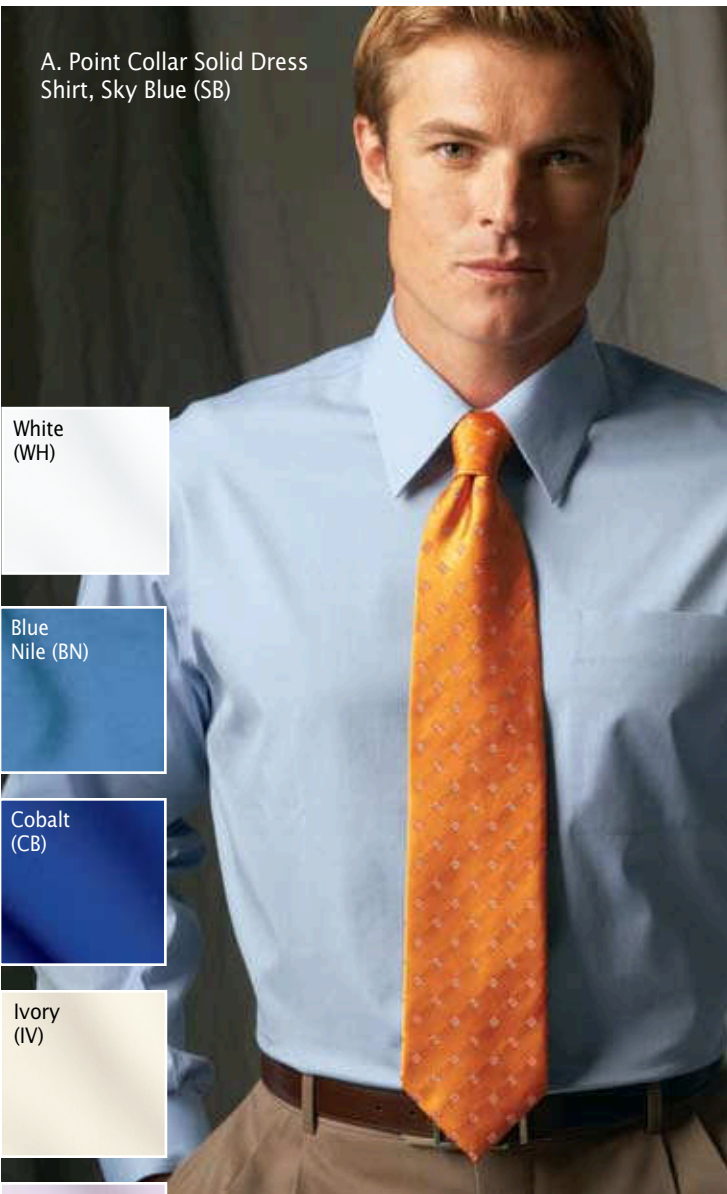 A. Point Collar Solid Dress
Shirt, Sky Blue (SB)
White
(WH)
Blue
Nile (BN)
Cobalt
(CB)
Ivory
(IV)